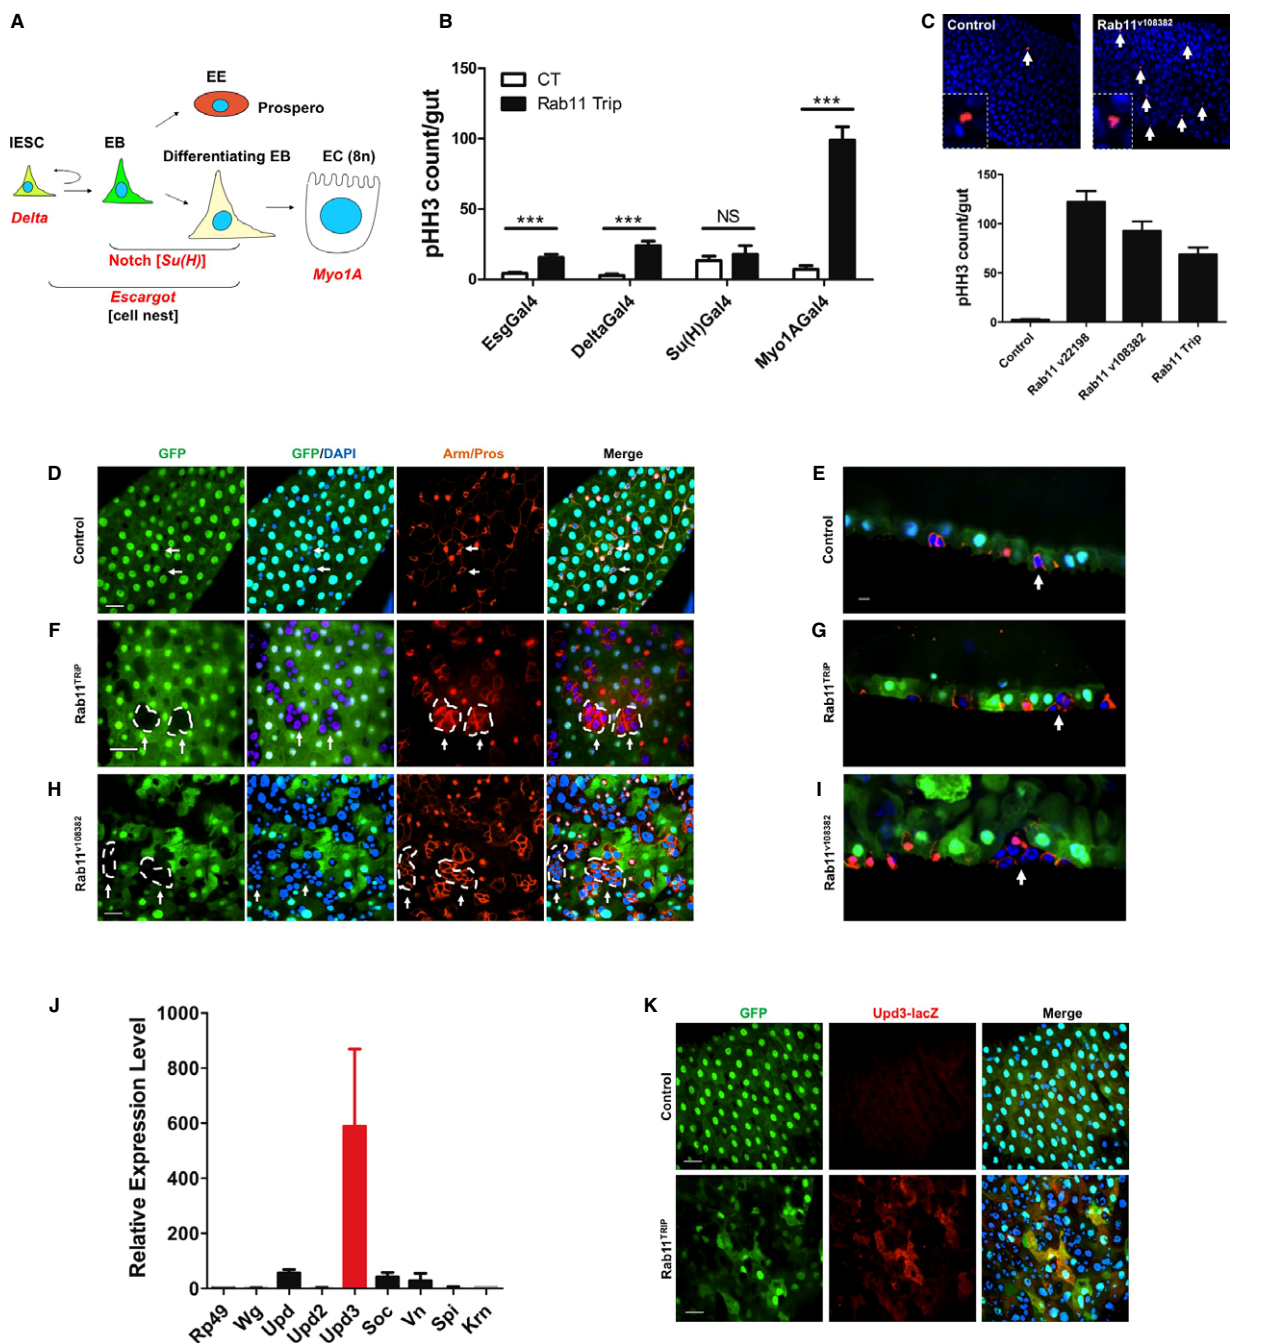 A
EE
Prospero
IESC
EB
Differentiating EB
EC (8n)
Delta
Notch [Su(H)]
Myo1A
Escargot
[cell nest]
B
pHH3 count/gut
150
100
50
0
CT
Rab11 Trip
***
***
NS
***
EsgGal4
DeltaGal4
Su(H)Gal4
Myo1AGal4
C
Control
Rab11v108382
pHH3 count/gut
150
100
50
0
Control
Rab11 v22198
Rab11 v108382
Rab11 Trip
GFP
GFP/DAPI
Arm/Pros
Merge
D
Control
E
Control
F
Rab11TRiP
G
Rab11TRiP
H
Rab11v108382
I
Rab11v108382
J
Relative Expression Level
1000
800
600
400
200
0
Rp49
Wg
Upd
Upd2
Upd3
Soc
Vn
Spi
Krn
K
GFP
Upd3-lacZ
Merge
Control
Rab11TRIP